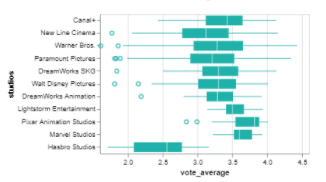 Canal+
New Line Cinema
Warner Bros.
Paramount Pictures
DreamWorks SKG
Walt Disney Pictures
DreamWorks Animation
Lightstorm Entertainment
Pixar Animation Studios
Marvel Studios
Hasbro Studios
studios
2.0 2.5 3.0 3.5 4.0 4.5
vote_average